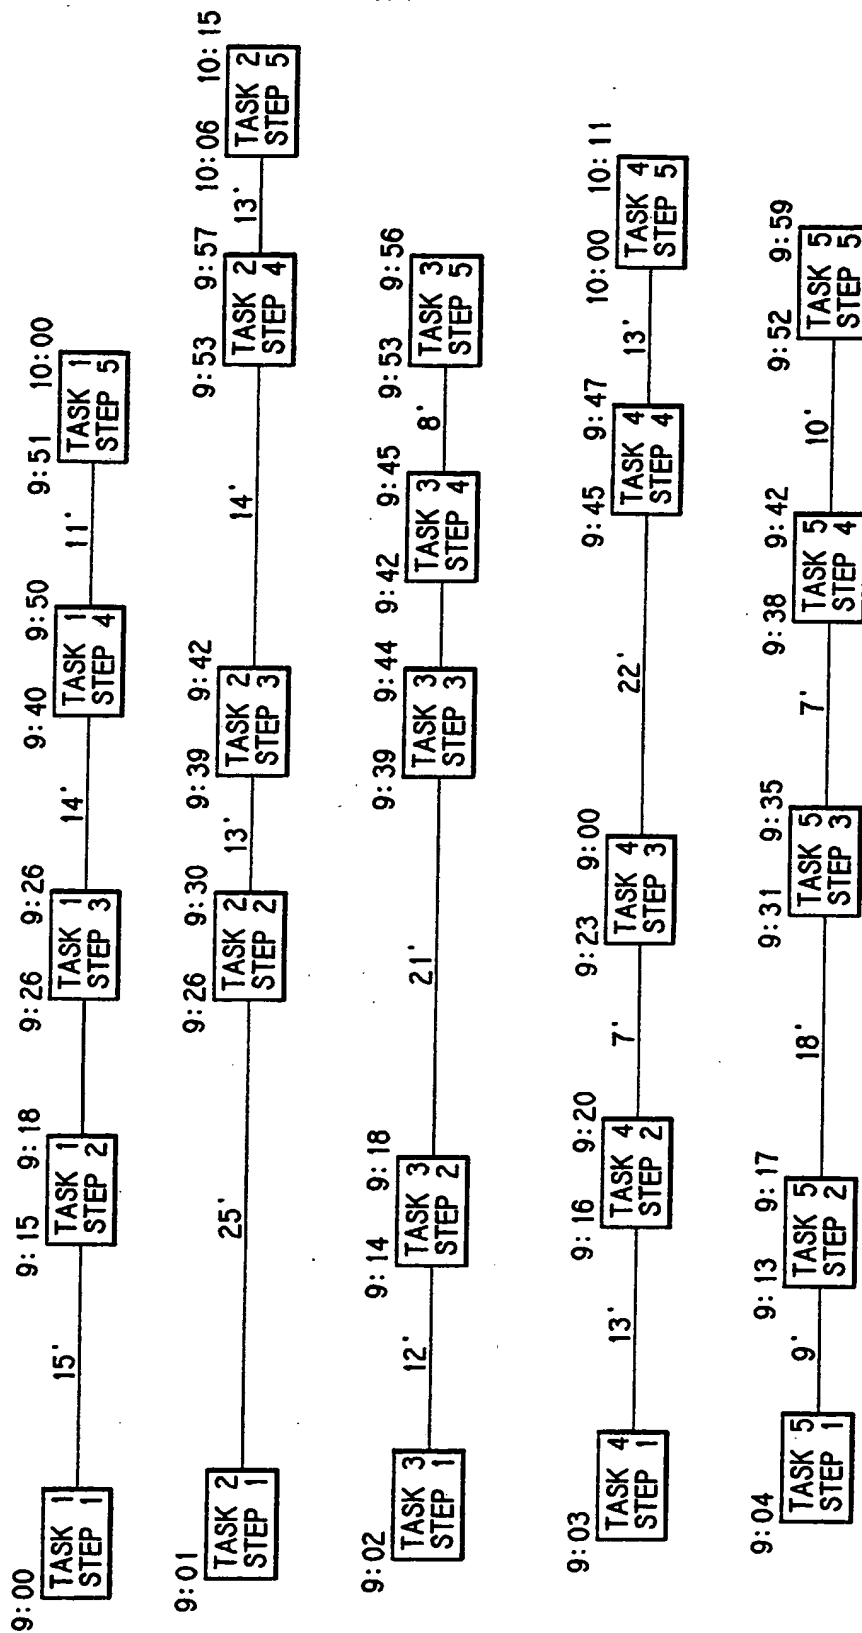 9:00
TASK 1
STEP 1
15'
9:15 9:18
TASK 1
STEP 2
9:26 9:26
TASK 1
STEP 3
14'
9:40 9:50
TASK 1
STEP 4
11'
9:51 10:00
TASK 1
STEP 5
9:01
TASK 2
STEP 1
25'
9:26 9:30
TASK 2
STEP 2
13'
9:39 9:42
TASK 2
STEP 3
14'
9:53 9:57
TASK 2
STEP 4
13'
10:06 10:15
TASK 2
STEP 5
9:02
TASK 3
STEP 1
12'
9:14 9:18
TASK 3
STEP 2
21'
9:39 9:44
TASK 3
STEP 3
9:42 9:45
TASK 3
STEP 4
8'
9:53 9:56
TASK 3
STEP 5
9:03
TASK 4
STEP 1
13'
9:16 9:20
TASK 4
STEP 2
7'
9:23 9:00
TASK 4
STEP 3
22'
9:45 9:47
TASK 4
STEP 4
13'
10:00 10:11
TASK 4
STEP 5
9:04
TASK 5
STEP 1
9'
9:13 9:17
TASK 5
STEP 2
18'
9:31 9:35
TASK 5
STEP 3
7'
9:38 9:42
TASK 5
STEP 4
10'
9:52 9:59
TASK 5
STEP 5